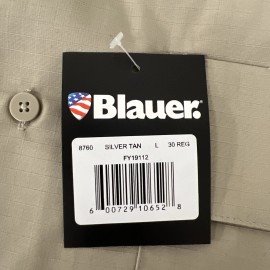 Blauer.
8760 SILVER TAN L 30 REG
FY19112
6 00729 10652 8